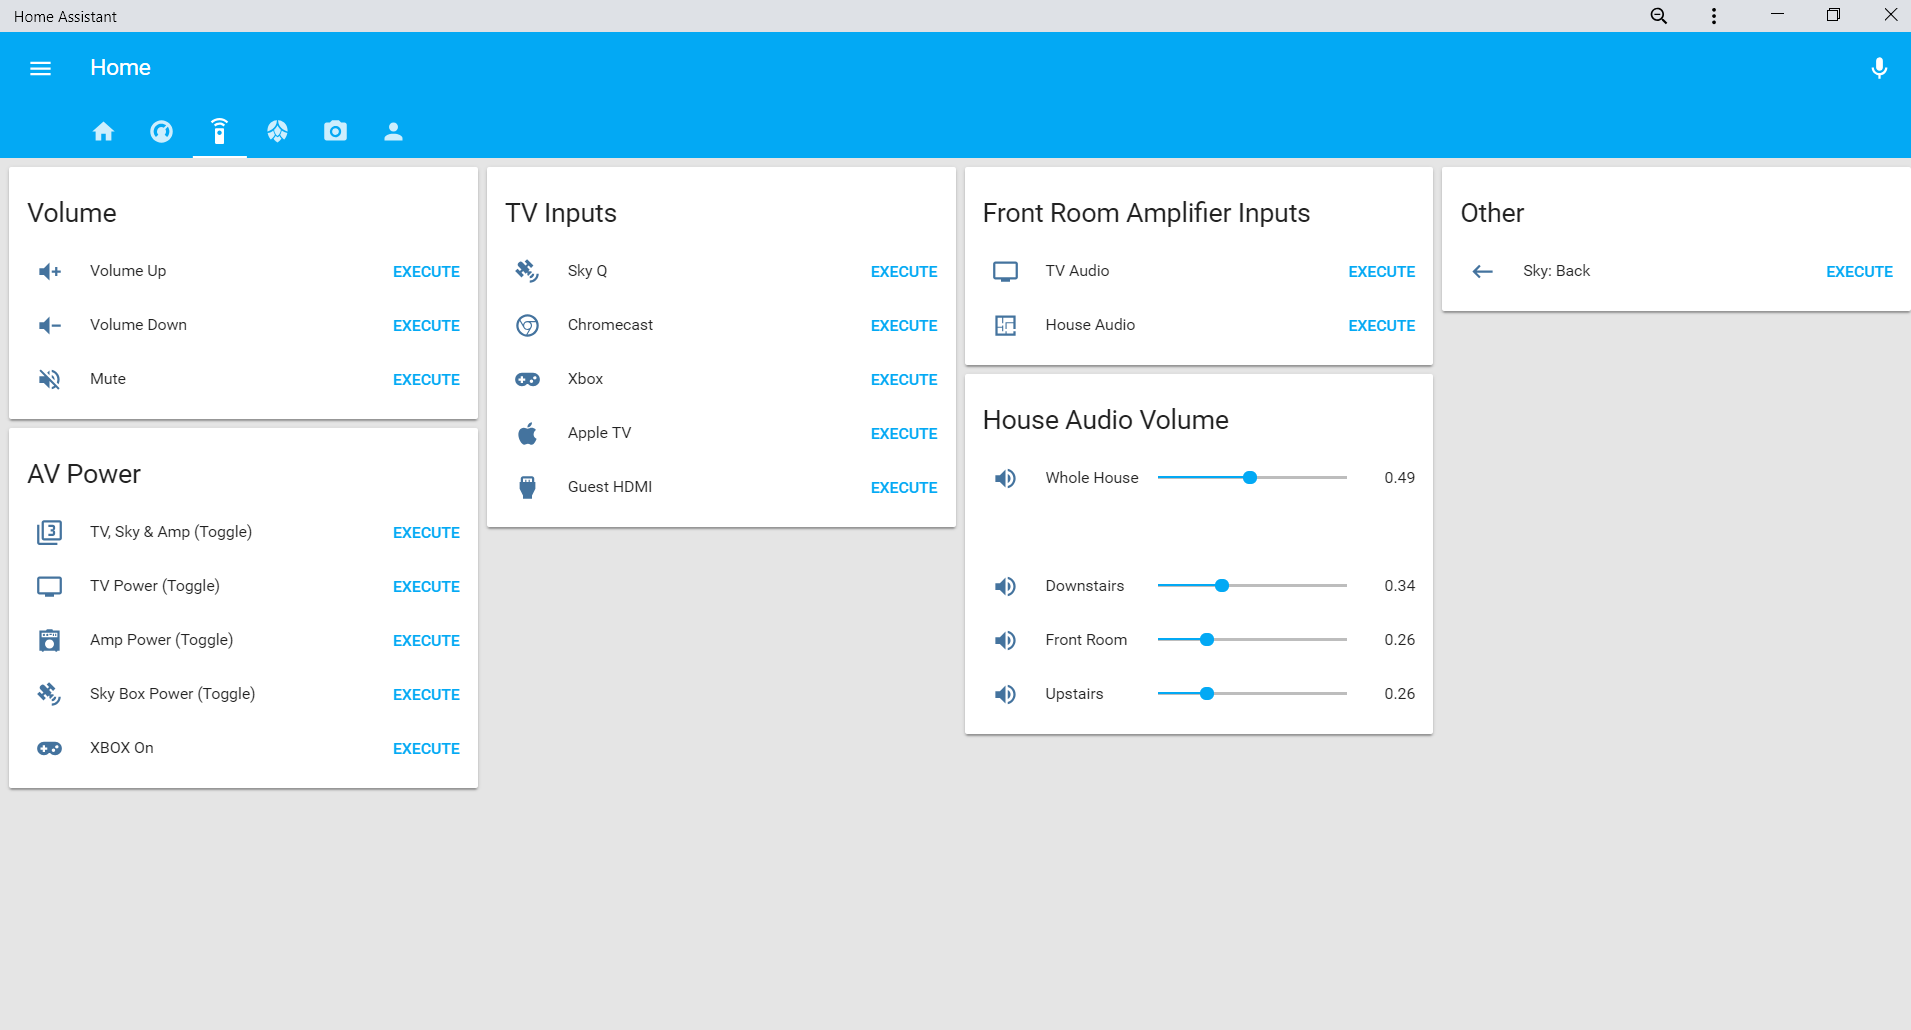 Home Assistant
Home
Volume
Volume Up EXECUTE
Volume Down EXECUTE
Mute EXECUTE
AV Power
3
TV, Sky & Amp (Toggle) EXECUTE
TV Power (Toggle) EXECUTE
Amp Power (Toggle) EXECUTE
Sky Box Power (Toggle) EXECUTE
XBOX On EXECUTE
TV Inputs
Sky Q EXECUTE
Chromecast EXECUTE
Xbox EXECUTE
Apple TV EXECUTE
Guest HDMI EXECUTE
Front Room Amplifier Inputs
TV Audio EXECUTE
House Audio EXECUTE
House Audio Volume
Whole House 0.49
Downstairs 0.34
Front Room 0.26
Upstairs 0.26
Other
Sky: Back EXECUTE